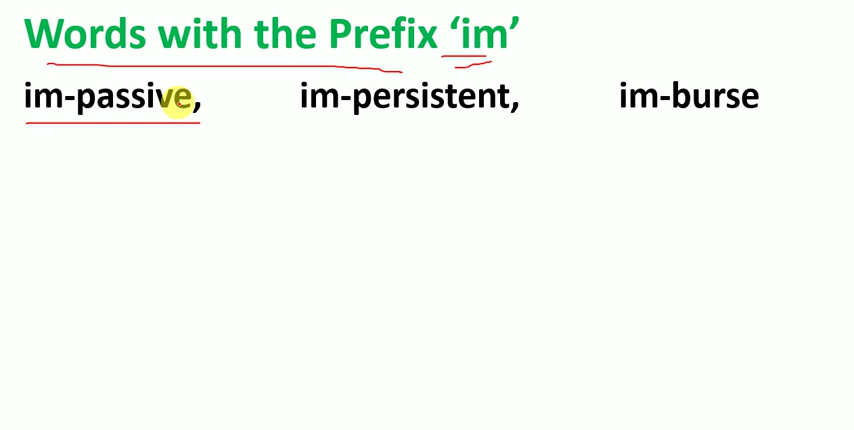 Words with the Prefix ‘im’
im-passive, im-persistent, im-burse